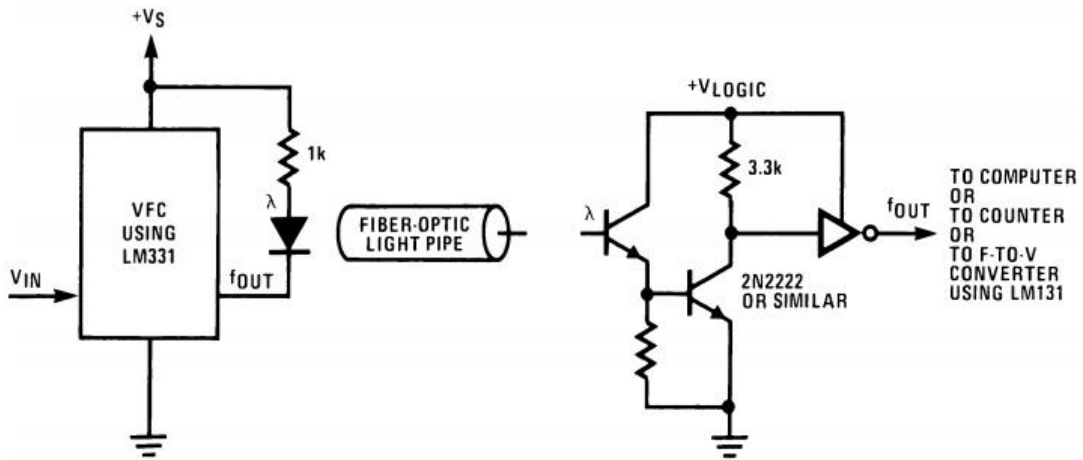 +VS
VFC
USING
LM331
VIN
fOUT
1k
λ
FIBER-OPTIC
LIGHT PIPE
λ
+VLOGIC
3.3k
2N2222
OR SIMILAR
fOUT
TO COMPUTER
OR
TO COUNTER
OR
TO F-TO-V
CONVERTER
USING LM131